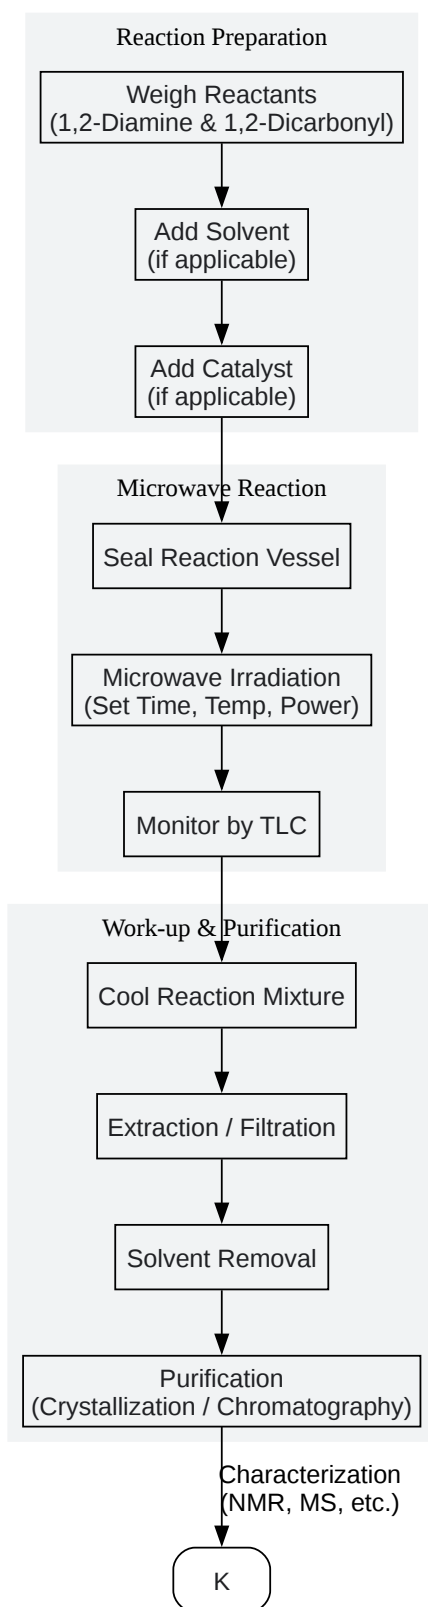 Reaction Preparation
Weigh Reactants
(1,2-Diamine & 1,2-Dicarbonyl)
Add Solvent
(if applicable)
Add Catalyst
(if applicable)
Microwave Reaction
Seal Reaction Vessel
Microwave Irradiation
(Set Time, Temp, Power)
Monitor by TLC
Work-up & Purification
Cool Reaction Mixture
Extraction / Filtration
Solvent Removal
Purification
(Crystallization / Chromatography)
Characterization
(NMR, MS, etc.)
K